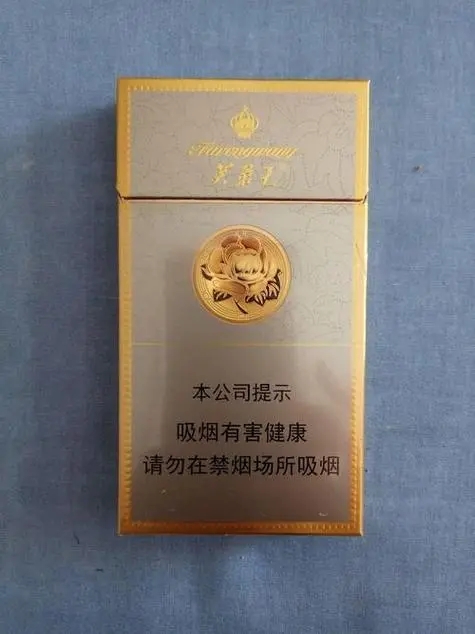 Furongwang
芙蓉王
本公司提示
吸烟有害健康
请勿在禁烟场所吸烟